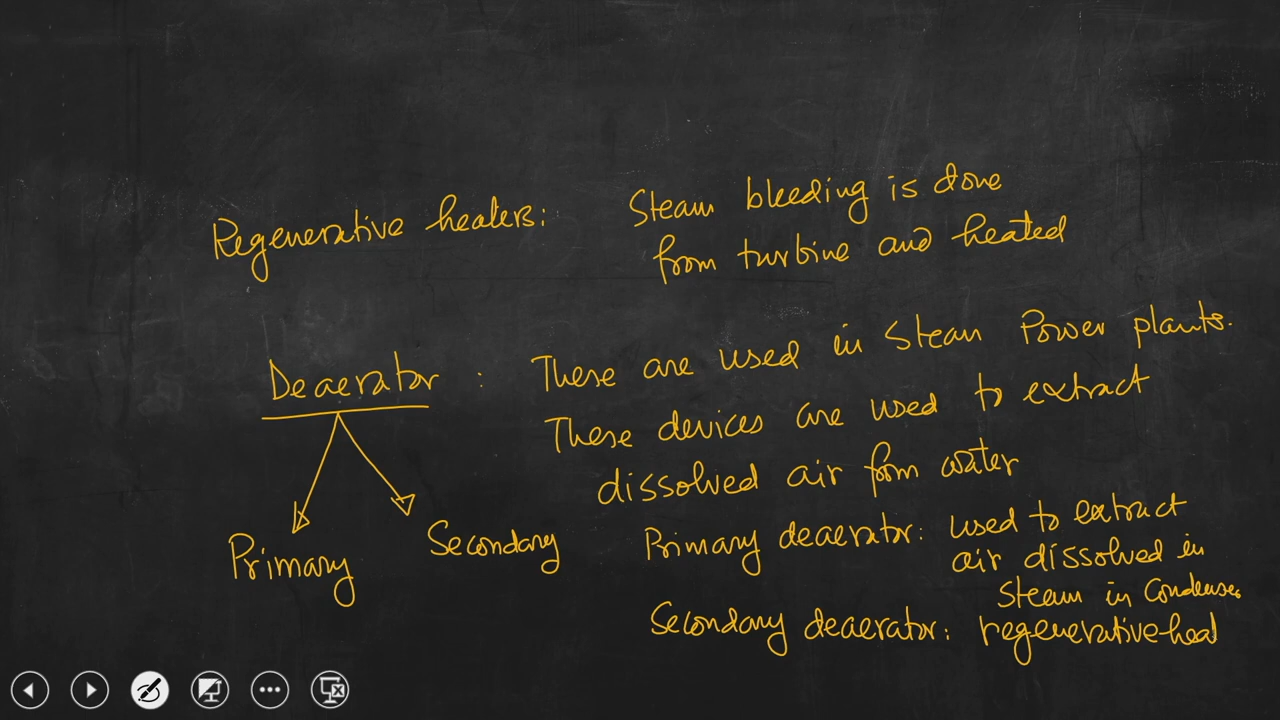 Regenerative heaters: Steam bleeding is done
from turbine and heated
Deaerator : These are used in Steam Power plants.
These devices are used to extract
dissolved air from water
Primary
Secondary
Primary deaerator: used to extract
air dissolved in
Steam in Condenser
Secondary deaerator: regenerative heat